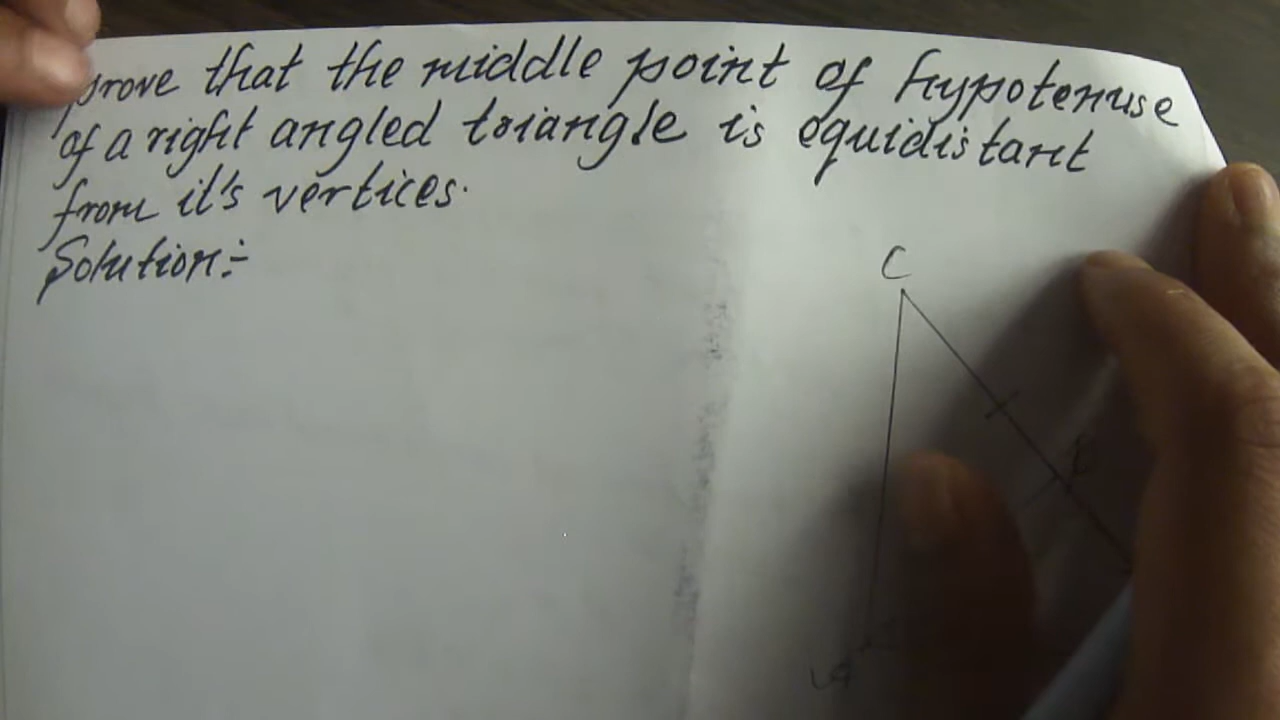 prove that the middle point of hypotenuse
of a right angled triangle is equidistant
from it's vertices.
Solution:-
C